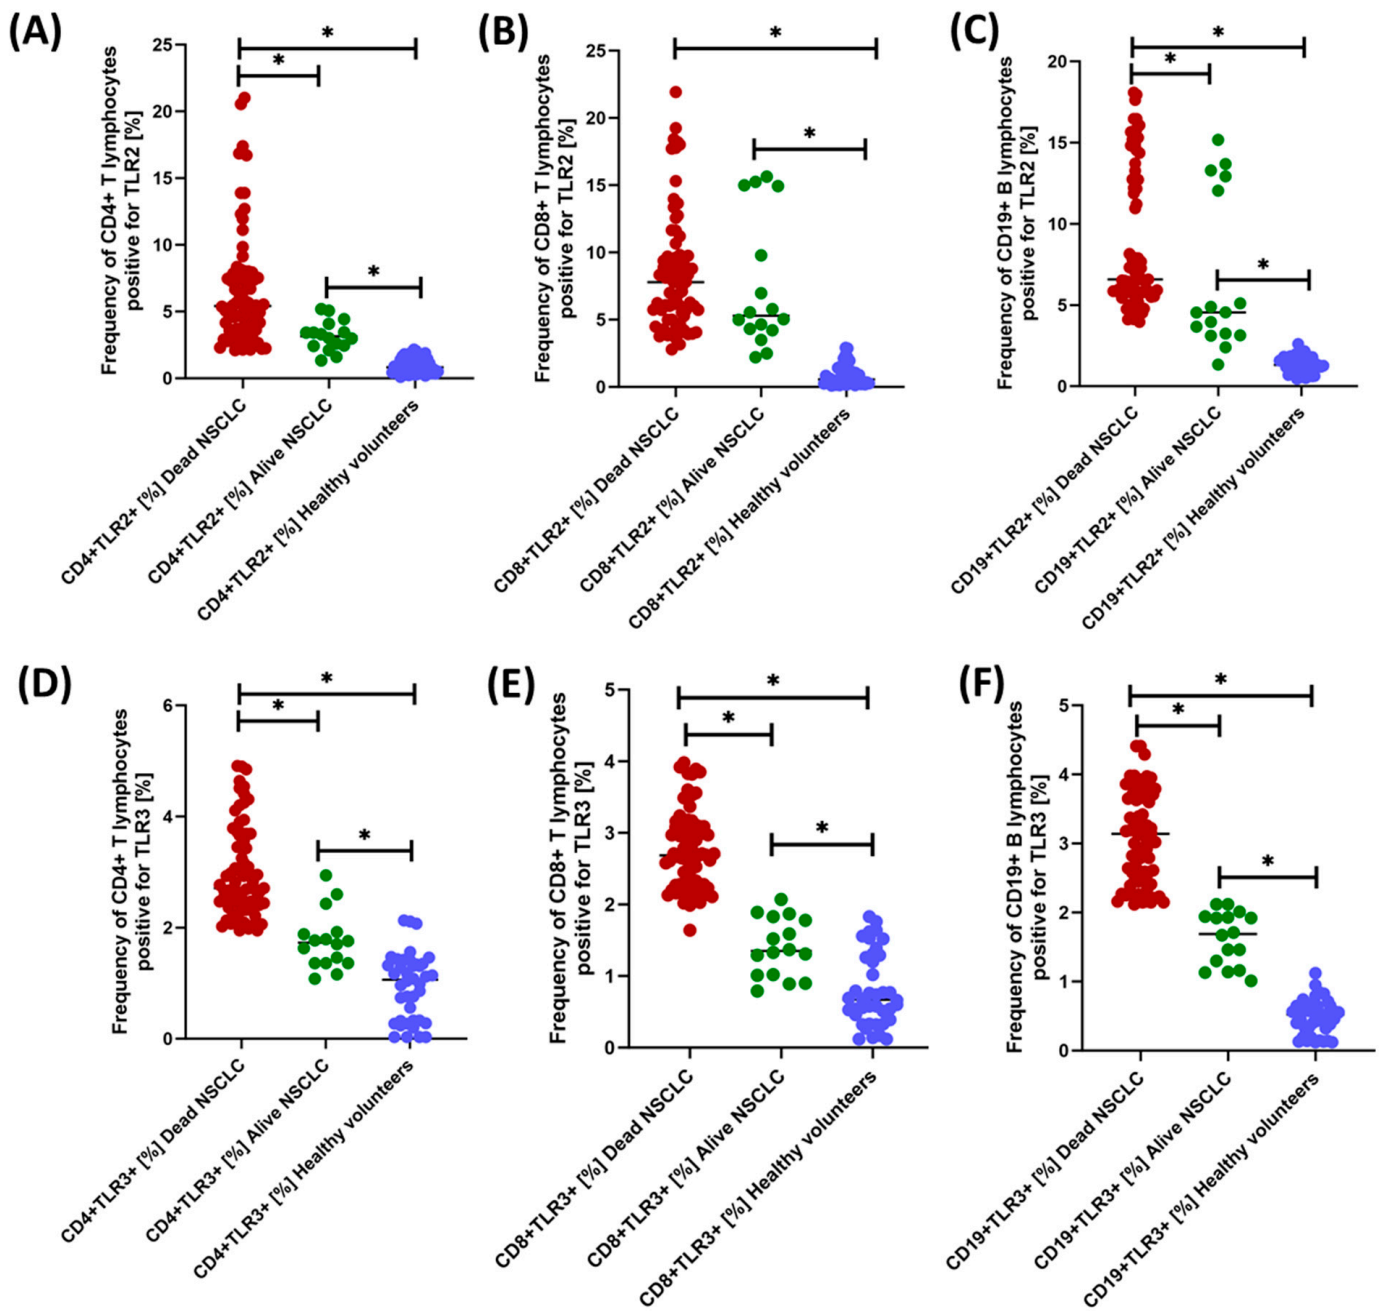 (A)
Frequency of CD4+ T lymphocytes
positive for TLR2 [%]
25
20
15
10
5
0
*
*
*
CD4+TLR2+ [%] Dead NSCLC
CD4+TLR2+ [%] Alive NSCLC
CD4+TLR2+ [%] Healthy volunteers
(B)
Frequency of CD8+ T lymphocytes
positive for TLR2 [%]
25
20
15
10
5
0
*
*
CD8+TLR2+ [%] Dead NSCLC
CD8+TLR2+ [%] Alive NSCLC
CD8+TLR2+ [%] Healthy volunteers
(C)
Frequency of CD19+ B lymphocytes
positive for TLR2 [%]
20
15
10
5
0
*
*
*
CD19+TLR2+ [%] Dead NSCLC
CD19+TLR2+ [%] Alive NSCLC
CD19+TLR2+ [%] Healthy volunteers
(D)
Frequency of CD4+ T lymphocytes
positive for TLR3 [%]
6
4
2
0
*
*
*
CD4+TLR3+ [%] Dead NSCLC
CD4+TLR3+ [%] Alive NSCLC
CD4+TLR3+ [%] Healthy volunteers
(E)
Frequency of CD8+ T lymphocytes
positive for TLR3 [%]
5
4
3
2
1
0
*
*
*
CD8+TLR3+ [%] Dead NSCLC
CD8+TLR3+ [%] Alive NSCLC
CD8+TLR3+ [%] Healthy volunteers
(F)
Frequency of CD19+ B lymphocytes
positive for TLR3 [%]
5
4
3
2
1
0
*
*
*
CD19+TLR3+ [%] Dead NSCLC
CD19+TLR3+ [%] Alive NSCLC
CD19+TLR3+ [%] Healthy volunteers